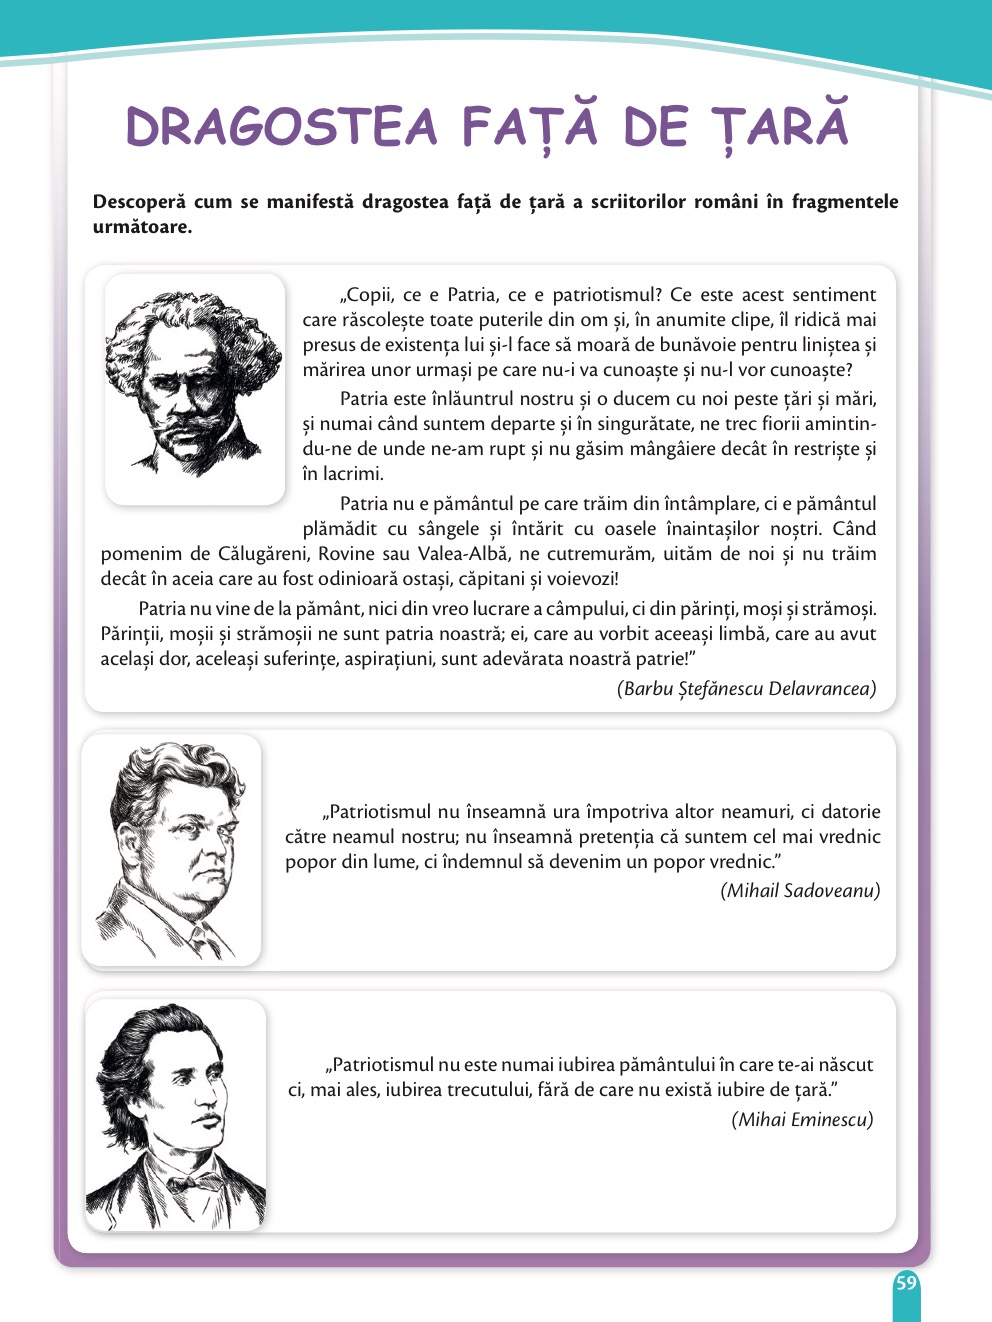 DRAGOSTEA FAȚĂ DE ȚARĂ
Descoperă cum se manifestă dragostea față de țară a scriitorilor români în fragmentele
următoare.
„Copii, ce e Patria, ce e patriotismul? Ce este acest sentiment
care răscolește toate puterile din om și, în anumite clipe, îl ridică mai
presus de existența lui și-l face să moară de bunăvoie pentru liniștea și
mărirea unor urmași pe care nu-i va cunoaște și nu-l vor cunoaște?
Patria este înlăuntrul nostru și o ducem cu noi peste țări și mări,
și numai când suntem departe și în singurătate, ne trec fiorii amintin-
du-ne de unde ne-am rupt și nu găsim mângâiere decât în restriște și
în lacrimi.
Patria nu e pământul pe care trăim din întâmplare, ci e pământul
plămădit cu sângele și întărit cu oasele înaintașilor noștri. Când
pomenim de Călugăreni, Rovine sau Valea-Albă, ne cutremurăm, uităm de noi și nu trăim
decât în aceia care au fost odinioară ostași, căpitani și voievozi!
Patria nu vine de la pământ, nici din vreo lucrare a câmpului, ci din părinți, moși și strămoși.
Părinții, moșii și strămoșii ne sunt patria noastră; ei, care au vorbit aceeași limbă, care au avut
același dor, aceleași suferințe, aspirațiuni, sunt adevărata noastră patrie!”
(Barbu Ștefănescu Delavrancea)
„Patriotismul nu înseamnă ura împotriva altor neamuri, ci datorie
către neamul nostru; nu înseamnă pretenția că suntem cel mai vrednic
popor din lume, ci îndemnul să devenim un popor vrednic.”
(Mihail Sadoveanu)
„Patriotismul nu este numai iubirea pământului în care te-ai născut
ci, mai ales, iubirea trecutului, fără de care nu există iubire de țară.”
(Mihai Eminescu)
59